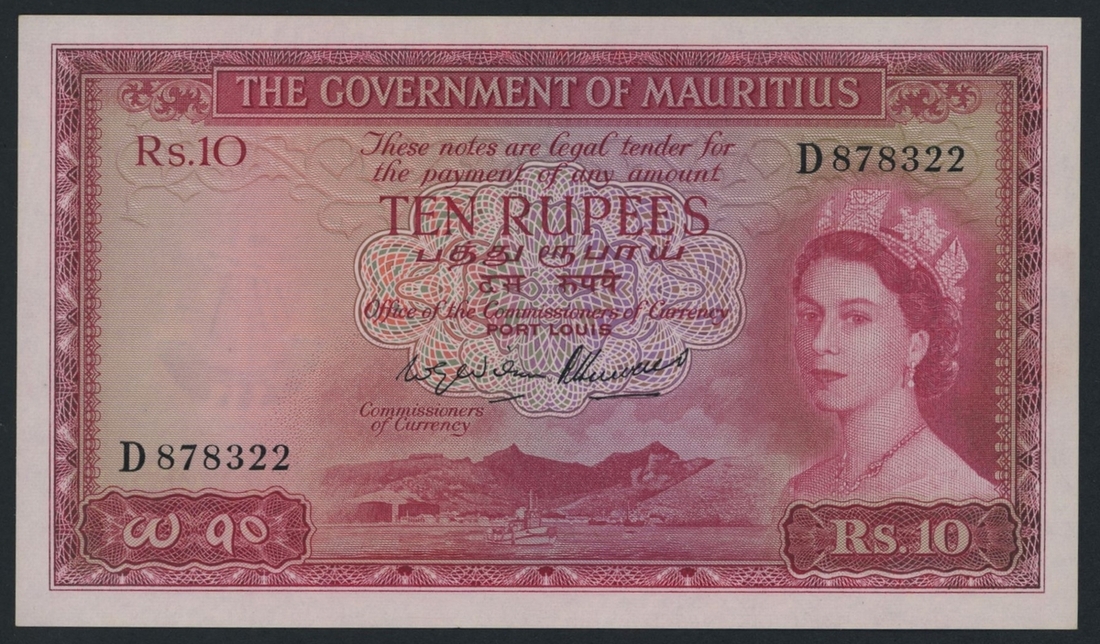 THE GOVERNMENT OF MAURITIUS
Rs.10
These notes are legal tender for
the payment of any amount
D 878322
TEN RUPEES
பத்து ரூபாய்
दस रूपये
Office of the Commissioners of Currency
PORT LOUIS
Commissioners
of Currency
D 878322
௰ १०
Rs.10